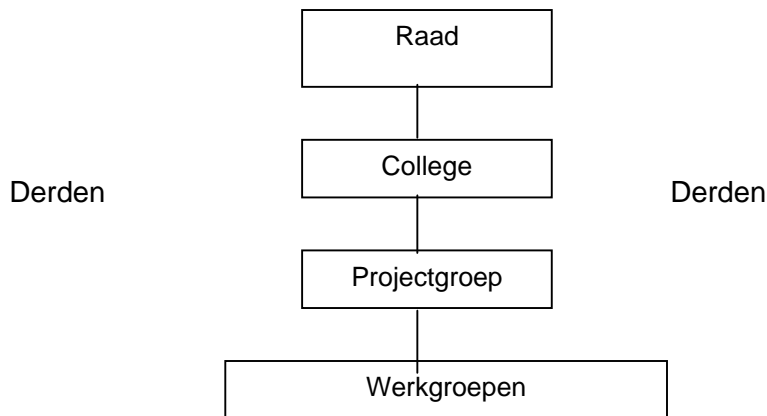 Raad
College
Derden
Derden
Projectgroep
Werkgroepen